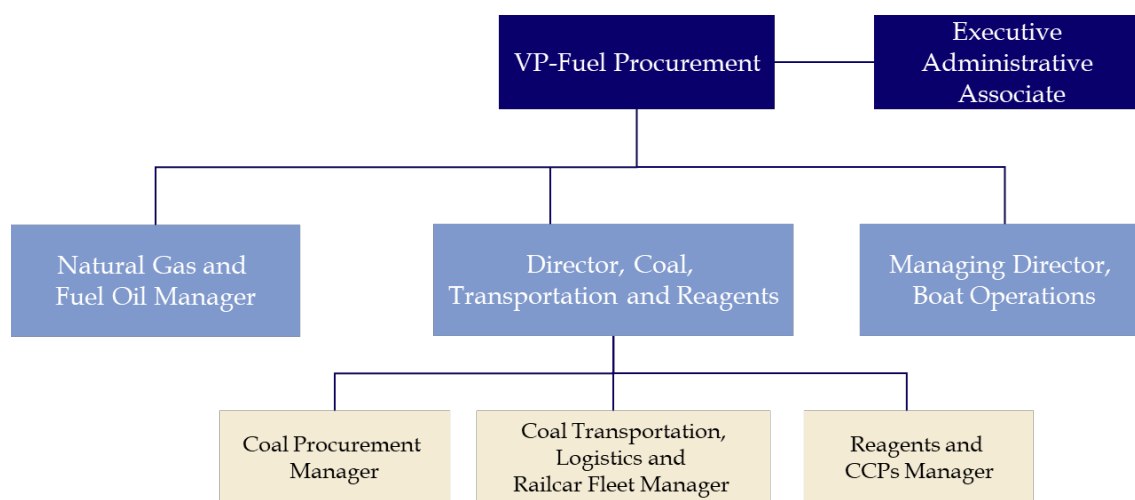 VP-Fuel Procurement
Executive
Administrative
Associate
Natural Gas and
Fuel Oil Manager
Director, Coal,
Transportation and Reagents
Managing Director,
Boat Operations
Coal Procurement
Manager
Coal Transportation,
Logistics and
Railcar Fleet Manager
Reagents and
CCPs Manager